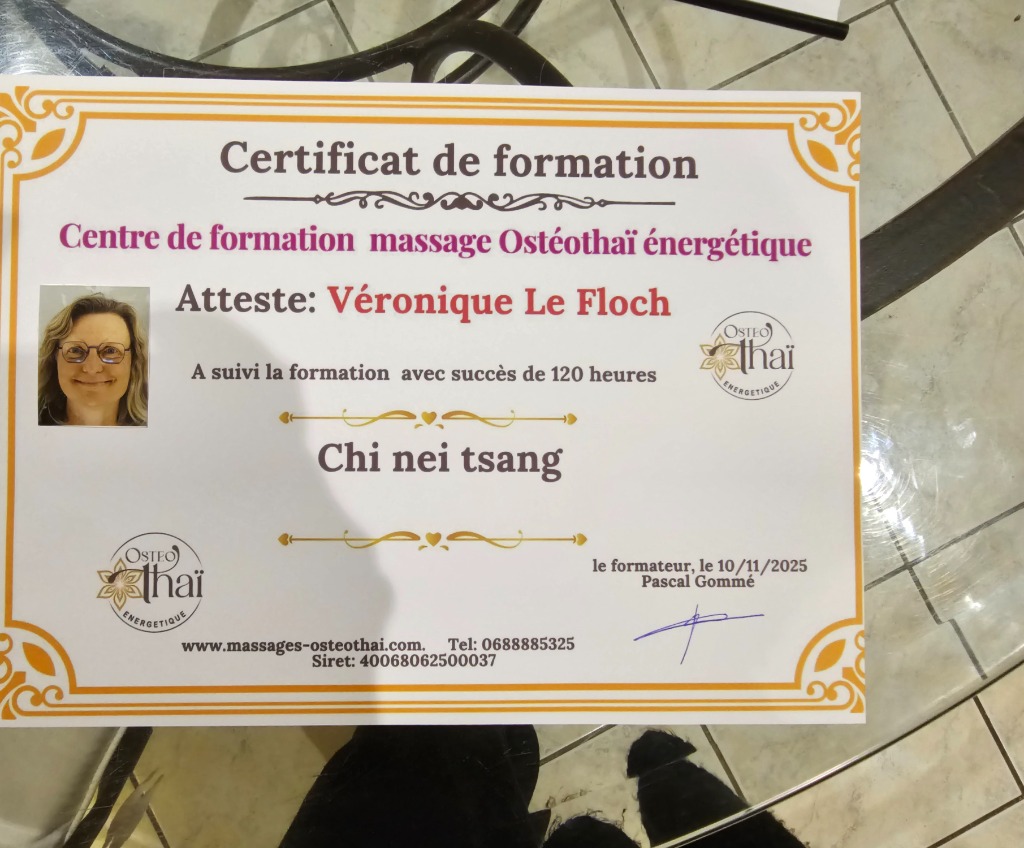 Certificat de formation
Centre de formation massage Ostéothaï énergétique
Atteste: Véronique Le Floch
OSTEO
thaï
ENERGETIQUE
A suivi la formation avec succès de 120 heures
Chi nei tsang
OSTEO
thaï
ENERGETIQUE
le formateur, le 10/11/2025
Pascal Gommé
www.massages-osteothai.com. Tel: 0688885325
Siret: 40068062500037